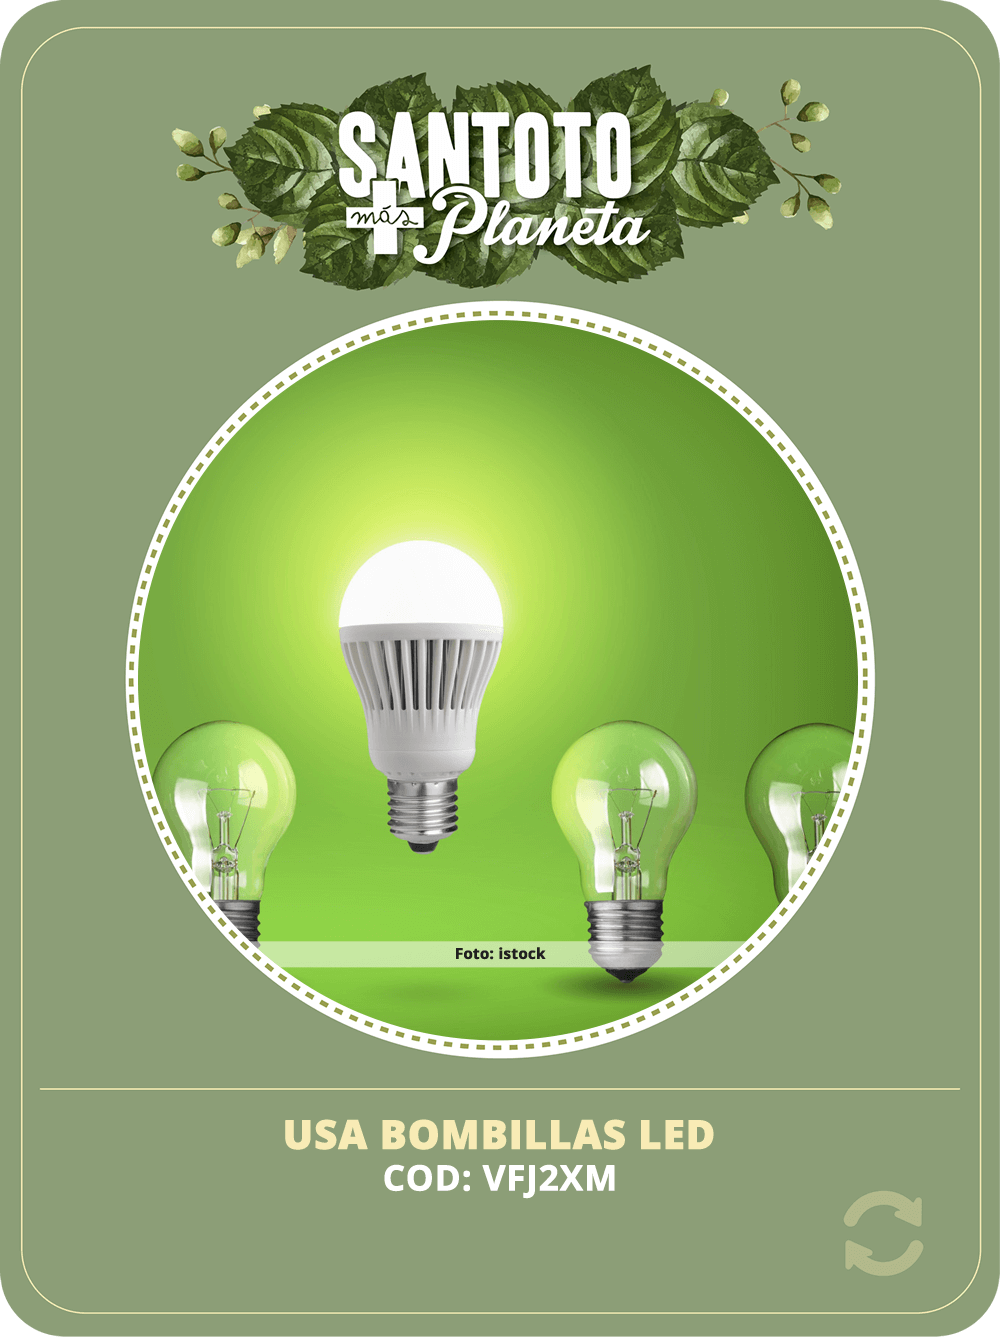 SANTOTO
más Planeta
Foto: istock
USA BOMBILLAS LED
COD: VFJ2XM